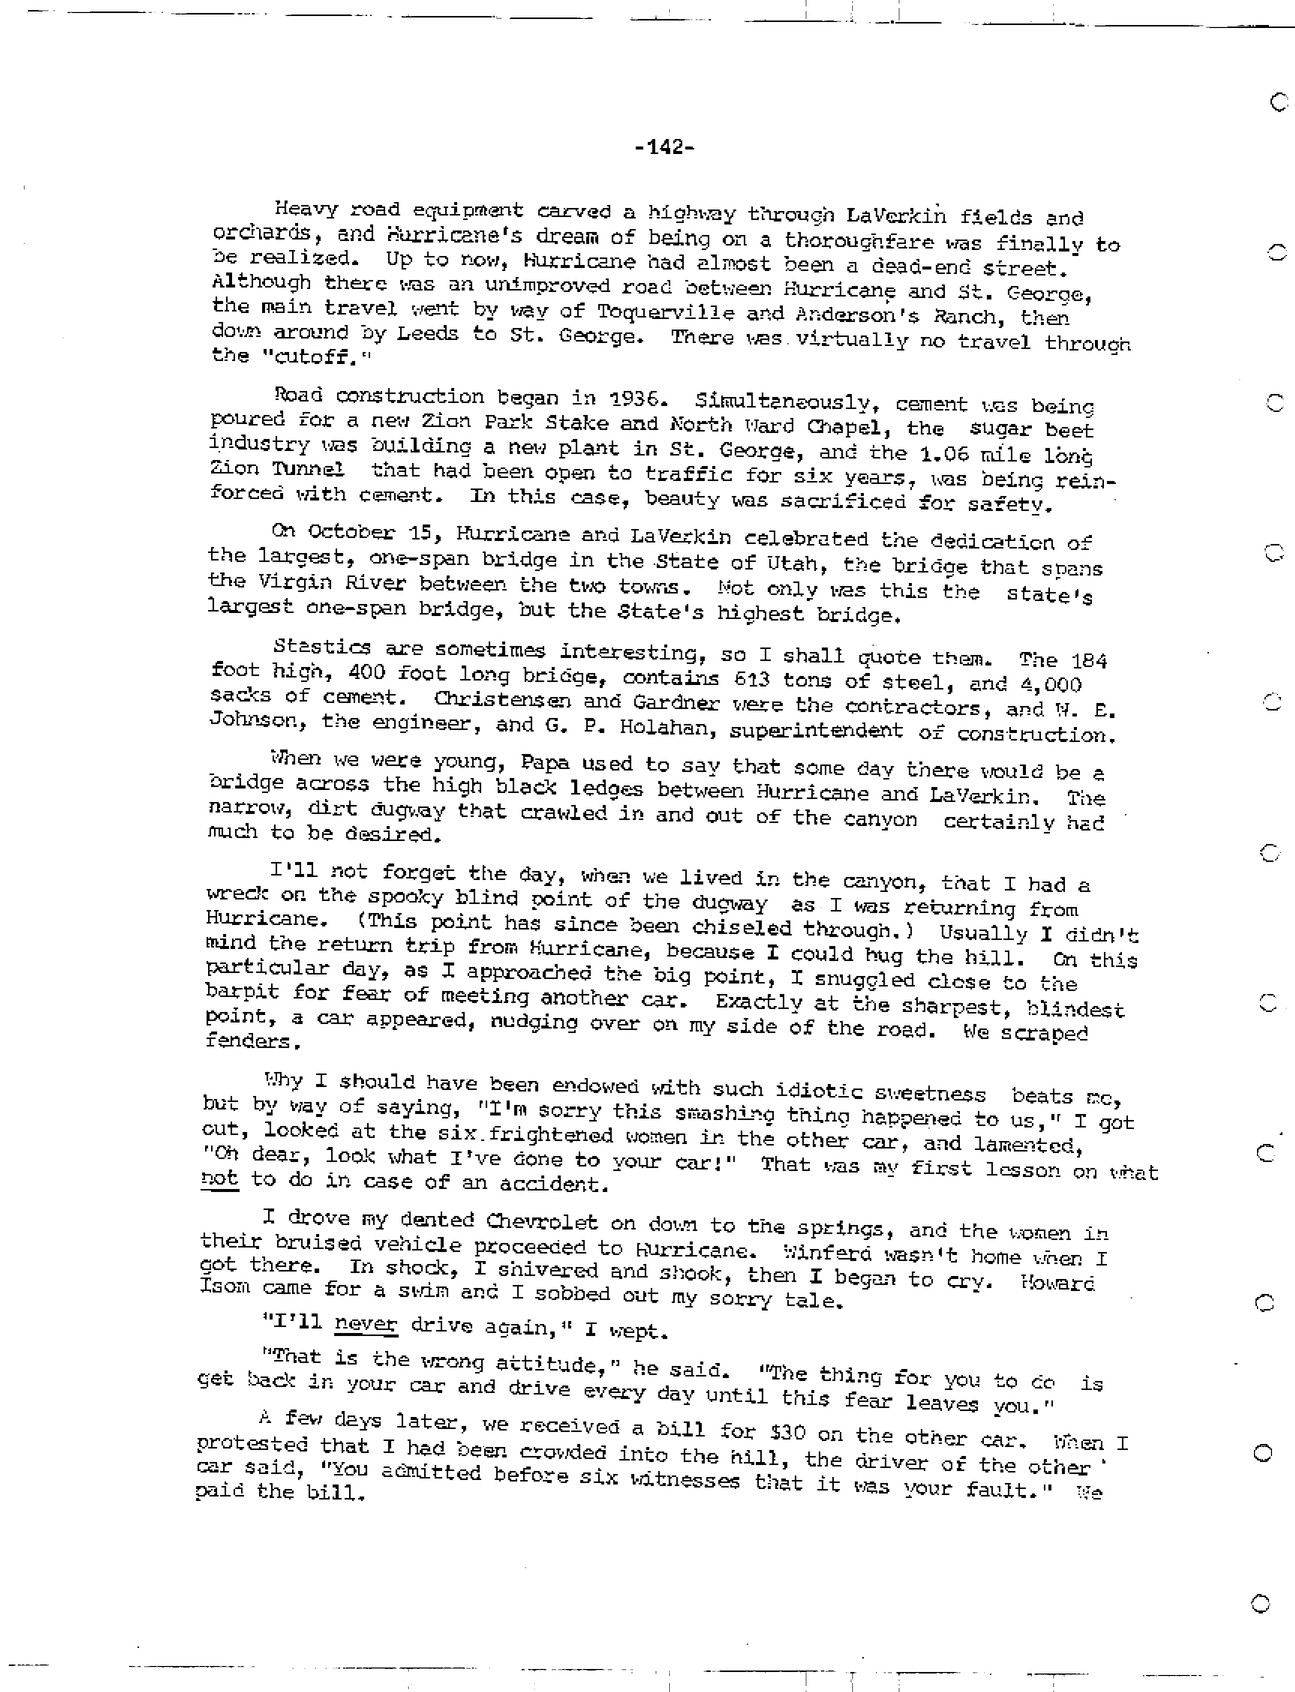 -142-
Heavy road equipment carved a highway through LaVerkin fields and
orchards, and Hurricane's dream of being on a thoroughfare was finally to
be realized.  Up to now, Hurricane had almost been a dead-end street.
Although there was an unimproved road between Hurricane and St. George,
the main travel went by way of Toquerville and Anderson's Ranch, then
down around by Leeds to St. George.  There was virtually no travel through
the "cutoff."
Road construction began in 1936.  Simultaneously, cement was being
poured for a new Zion Park Stake and North Ward Chapel, the  sugar beet
industry was building a new plant in St. George, and the 1.06 mile long
Zion Tunnel  that had been open to traffic for six years, was being rein-
forced with cement.  In this case, beauty was sacrificed for safety.
On October 15, Hurricane and LaVerkin celebrated the dedication of
the largest, one-span bridge in the State of Utah, the bridge that spans
the Virgin River between the two towns.  Not only was this the  state's
largest one-span bridge, but the State's highest bridge.
Stastics are sometimes interesting, so I shall quote them.  The 184
foot high, 400 foot long bridge, contains 613 tons of steel, and 4,000
sacks of cement.  Christensen and Gardner were the contractors, and W. E.
Johnson, the engineer, and G. P. Holahan, superintendent of construction.
When we were young, Papa used to say that some day there would be a
bridge across the high black ledges between Hurricane and LaVerkin.  The
narrow, dirt dugway that crawled in and out of the canyon  certainly had
much to be desired.
I'll not forget the day, when we lived in the canyon, that I had a
wreck on the spooky blind point of the dugway  as I was returning from
Hurricane.  (This point has since been chiseled through.)  Usually I didn't
mind the return trip from Hurricane, because I could hug the hill.  On this
particular day, as I approached the big point, I snuggled close to the
barpit for fear of meeting another car.  Exactly at the sharpest, blindest
point, a car appeared, nudging over on my side of the road.  We scraped
fenders.
Why I should have been endowed with such idiotic sweetness  beats me,
but by way of saying, "I'm sorry this smashing thing happened to us," I got
out, looked at the six frightened women in the other car, and lamented,
"Oh dear, look what I've done to your car!"  That was my first lesson on what
not to do in case of an accident.
I drove my dented Chevrolet on down to the springs, and the women in
their bruised vehicle proceeded to Hurricane.  Winferd wasn't home when I
got there.  In shock, I shivered and shook, then I began to cry.  Howard
Isom came for a swim and I sobbed out my sorry tale.
"I'll never drive again," I wept.
"That is the wrong attitude," he said.  "The thing for you to do  is
get back in your car and drive every day until this fear leaves you."
A few days later, we received a bill for $30 on the other car.  When I
protested that I had been crowded into the hill, the driver of the other
car said, "You admitted before six witnesses that it was your fault."  We
paid the bill.